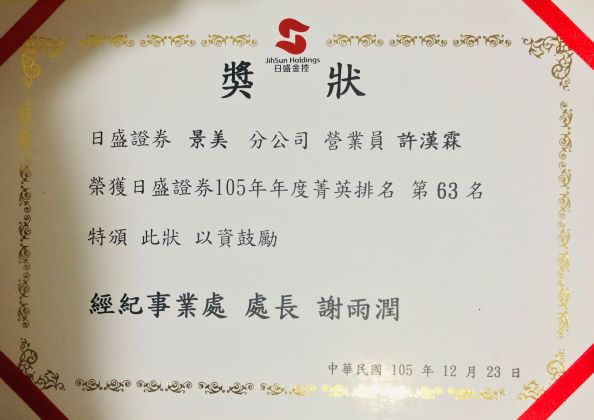 JihSun Holdings
日盛金控
獎 狀
日盛證券 景美 分公司 營業員 許漢霖
榮獲日盛證券105年年度菁英排名 第 63 名
特頒 此狀 以資鼓勵
經紀事業處 處長 謝雨潤
中華民國 105 年 12 月 23 日